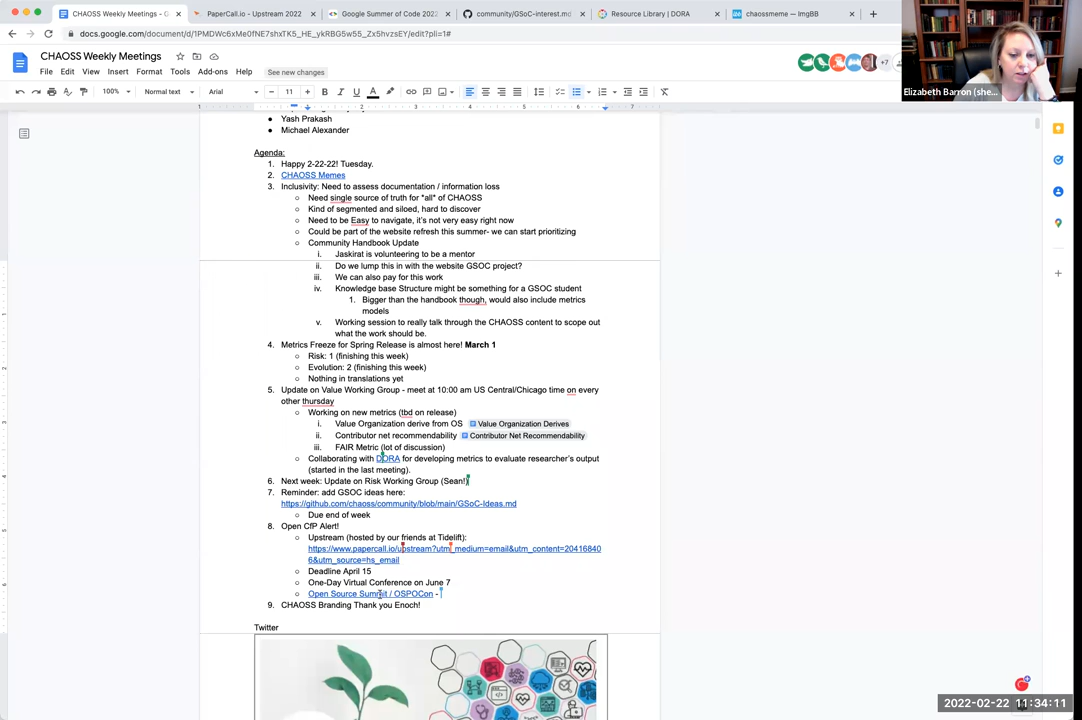 CHAOSS Weekly Meetings - G
PaperCall.io - Upstream 2022
Google Summer of Code 2022
community/GSoC-interest.md
Resource Library | DORA
chaossmeme — ImgBB
docs.google.com/document/d/1PMDWc6xMe0fNE7shxTK5_HE_ykRBG5w55_Zx5hvzsEY/edit?pli=1#
CHAOSS Weekly Meetings
File Edit View Insert Format Tools Add-ons Help See new changes
+7
100% Normal text Arial 11
Elizabeth Barron (she...
● Yash Prakash
● Michael Alexander
Agenda:
1. Happy 2-22-22! Tuesday.
2. CHAOSS Memes
3. Inclusivity: Need to assess documentation / information loss
○ Need single source of truth for *all* of CHAOSS
○ Kind of segmented and siloed, hard to discover
○ Need to be Easy to navigate, it's not very easy right now
○ Could be part of the website refresh this summer- we can start prioritizing
○ Community Handbook Update
i. Jaskirat is volunteering to be a mentor
ii. Do we lump this in with the website GSOC project?
iii. We can also pay for this work
iv. Knowledge base Structure might be something for a GSOC student
1. Bigger than the handbook though, would also include metrics
models
v. Working session to really talk through the CHAOSS content to scope out
what the work should be.
4. Metrics Freeze for Spring Release is almost here! March 1
○ Risk: 1 (finishing this week)
○ Evolution: 2 (finishing this week)
○ Nothing in translations yet
5. Update on Value Working Group - meet at 10:00 am US Central/Chicago time on every
other thursday
○ Working on new metrics (tbd on release)
i. Value Organization derive from OS Value Organization Derives
ii. Contributor net recommendability Contributor Net Recommendability
iii. FAIR Metric (lot of discussion)
○ Collaborating with DORA for developing metrics to evaluate researcher's output
(started in the last meeting).
6. Next week: Update on Risk Working Group (Sean!)
7. Reminder: add GSOC ideas here:
https://github.com/chaoss/community/blob/main/GSoC-Ideas.md
○ Due end of week
8. Open CfP Alert!
○ Upstream (hosted by our friends at Tidelift):
https://www.papercall.io/upstream?utm_medium=email&utm_content=20416840
6&utm_source=hs_email
○ Deadline April 15
○ One-Day Virtual Conference on June 7
○ Open Source Summit / OSPOCon -
9. CHAOSS Branding Thank you Enoch!
Twitter
2022-02-22 11:34:11